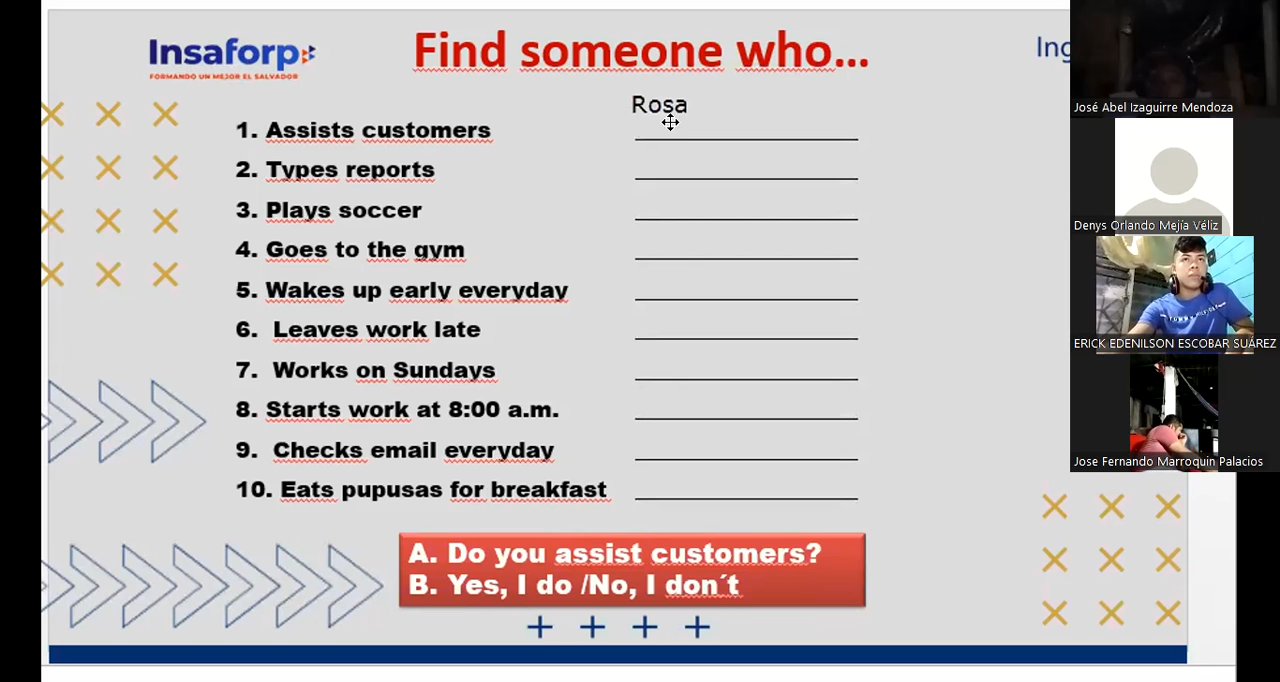 Insaforp
FORMANDO UN MEJOR EL SALVADOR
Find someone who...
Ing
Rosa
1. Assists customers
2. Types reports
3. Plays soccer
4. Goes to the gym
5. Wakes up early everyday
6. Leaves work late
7. Works on Sundays
8. Starts work at 8:00 a.m.
9. Checks email everyday
10. Eats pupusas for breakfast
A. Do you assist customers?
B. Yes, I do /No, I don´t
José Abel Izaguirre Mendoza
Denys Orlando Mejía Véliz
ERICK EDENILSON ESCOBAR SUÁREZ
Jose Fernando Marroquin Palacios